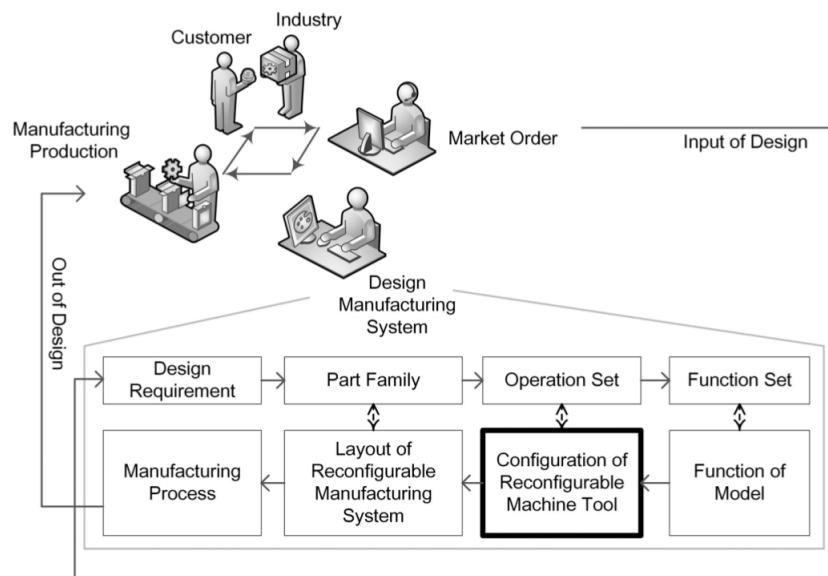 Industry
Customer
Manufacturing
Production
Market Order
Input of Design
Out of Design
Design
Manufacturing
System
Design
Requirement
Part Family
Operation Set
Function Set
Manufacturing
Process
Layout of
Reconfigurable
Manufacturing
System
Configuration of
Reconfigurable
Machine Tool
Function of
Model